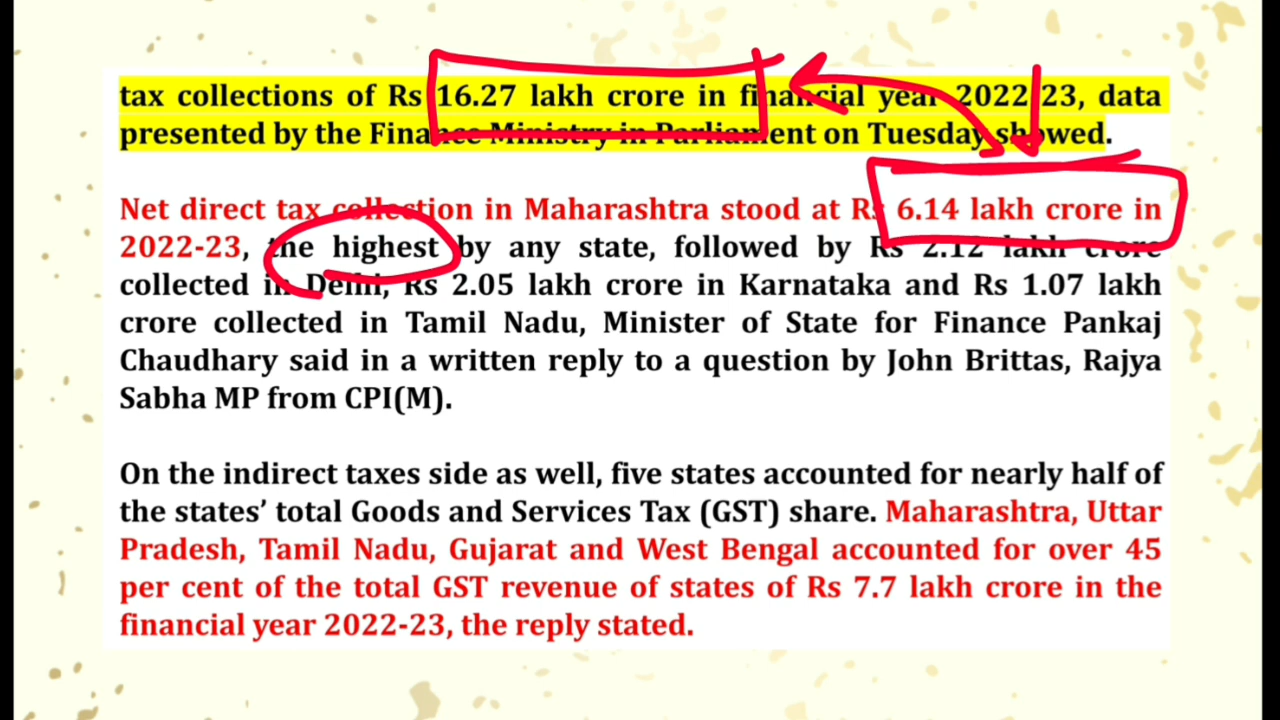 tax collections of Rs 16.27 lakh crore in financial year 2022-23, data
presented by the Finance Ministry in Parliament on Tuesday showed.
Net direct tax collection in Maharashtra stood at Rs 6.14 lakh crore in
2022-23, the highest by any state, followed by Rs 2.12 lakh crore
collected in Delhi, Rs 2.05 lakh crore in Karnataka and Rs 1.07 lakh
crore collected in Tamil Nadu, Minister of State for Finance Pankaj
Chaudhary said in a written reply to a question by John Brittas, Rajya
Sabha MP from CPI(M).
On the indirect taxes side as well, five states accounted for nearly half of
the states’ total Goods and Services Tax (GST) share. Maharashtra, Uttar
Pradesh, Tamil Nadu, Gujarat and West Bengal accounted for over 45
per cent of the total GST revenue of states of Rs 7.7 lakh crore in the
financial year 2022-23, the reply stated.